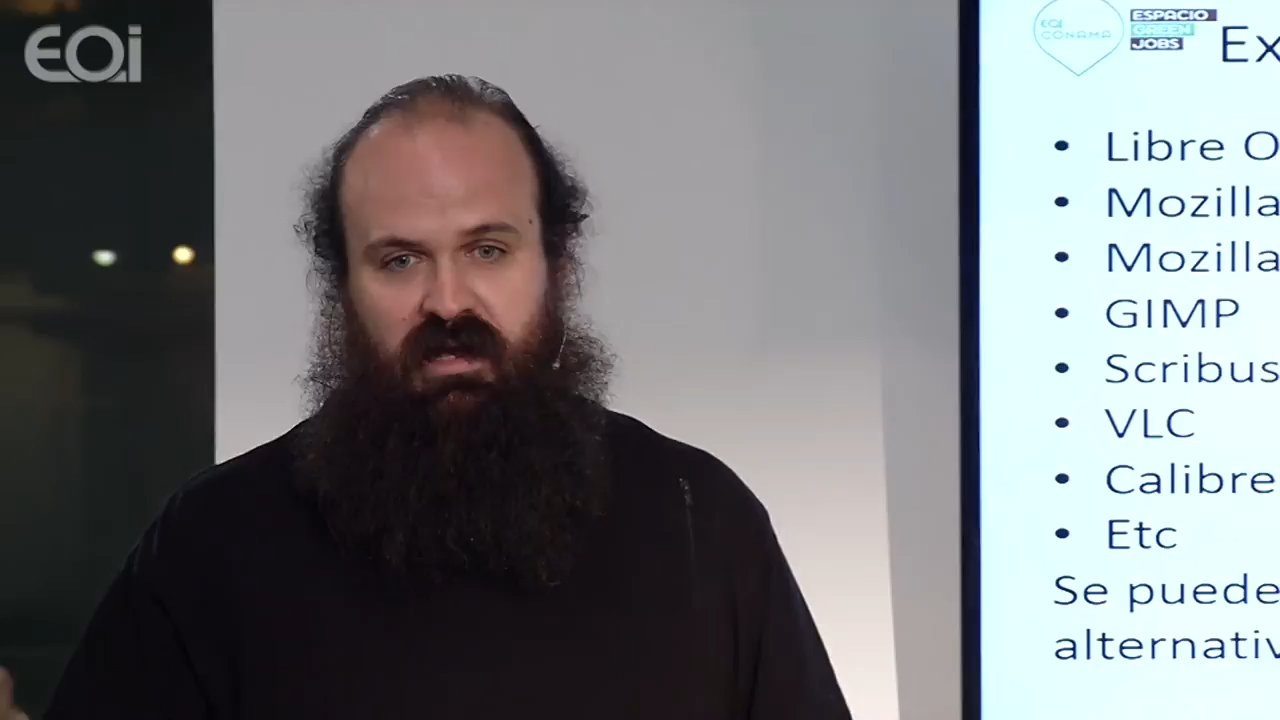 EOi
EOI
CONAMA
ESPACIO
GREEN
JOBS
Ex
• Libre O
• Mozilla
• Mozilla
• GIMP
• Scribus
• VLC
• Calibre
• Etc
Se puede
alternativ